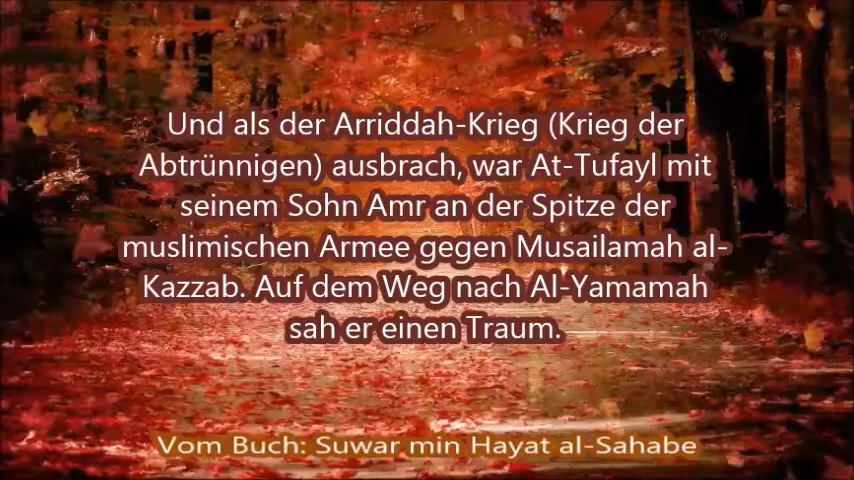 Und als der Arriddah-Krieg (Krieg der
Abtrünnigen) ausbrach, war At-Tufayl mit
seinem Sohn Amr an der Spitze der
muslimischen Armee gegen Musailamah al-
Kazzab. Auf dem Weg nach Al-Yamamah
sah er einen Traum.
Vom Buch: Suwar min Hayat al-Sahabe